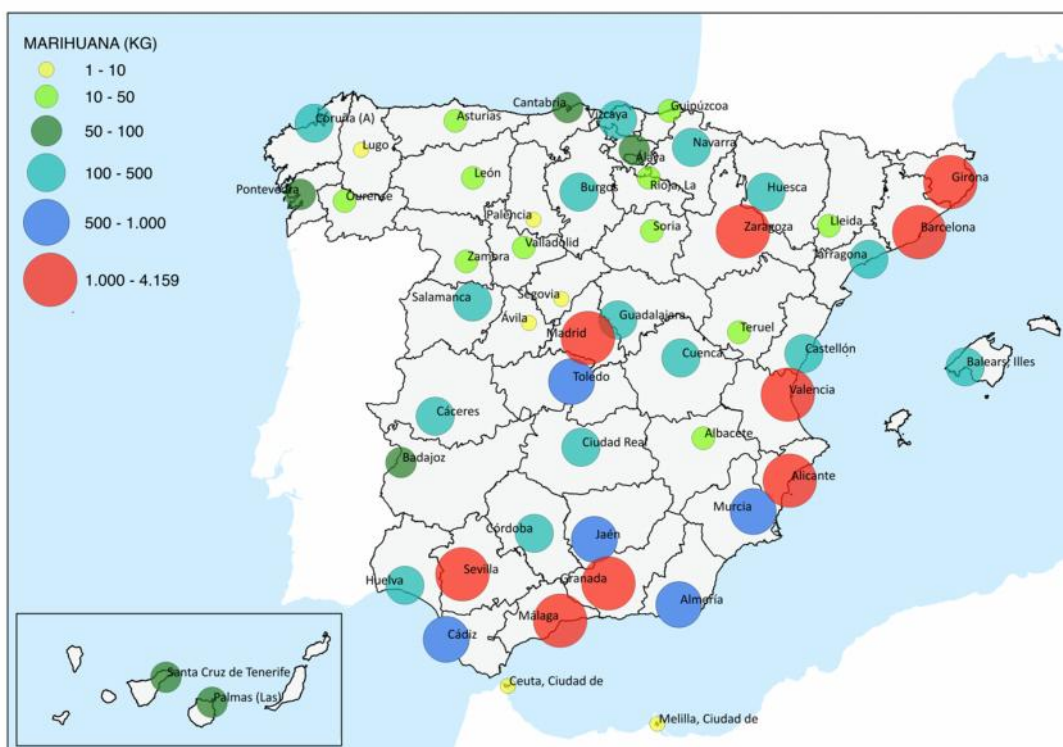 MARIHUANA (KG)
1 - 10
10 - 50
50 - 100
100 - 500
500 - 1.000
1.000 - 4.159
Cantabria
Guipúzcoa
Coruña (A)
Asturias
Vizcaya
Lugo
Navarra
Álava
Girona
León
Rioja, La
Pontevedra
Burgos
Huesca
Ourense
Palencia
Soria
Zaragoza
Lleida
Barcelona
Valladolid
Zamora
Tarragona
Salamanca
Segovia
Ávila
Guadalajara
Madrid
Teruel
Castellón
Cuenca
Balears, Illes
Toledo
Valencia
Cáceres
Albacete
Ciudad Real
Badajoz
Alicante
Murcia
Córdoba
Jaén
Sevilla
Huelva
Granada
Almería
Málaga
Cádiz
Santa Cruz de Tenerife
Ceuta, Ciudad de
Palmas (Las)
Melilla, Ciudad de